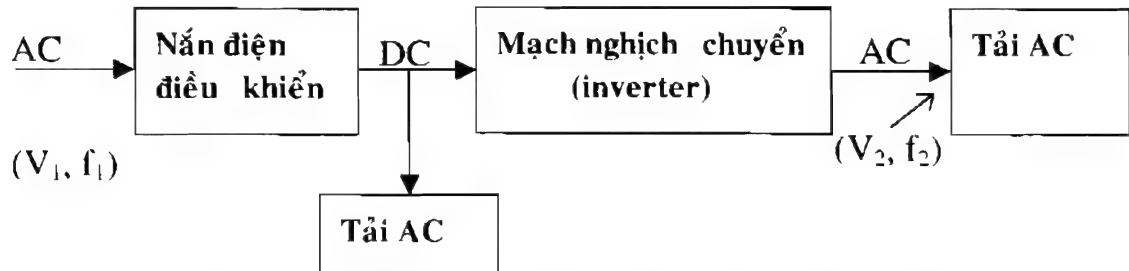 AC
Nắn điện
điều khiển
DC
Mạch nghịch chuyển
(inverter)
AC
Tải AC
(V₁, f₁)
(V₂, f₂)
Tải AC